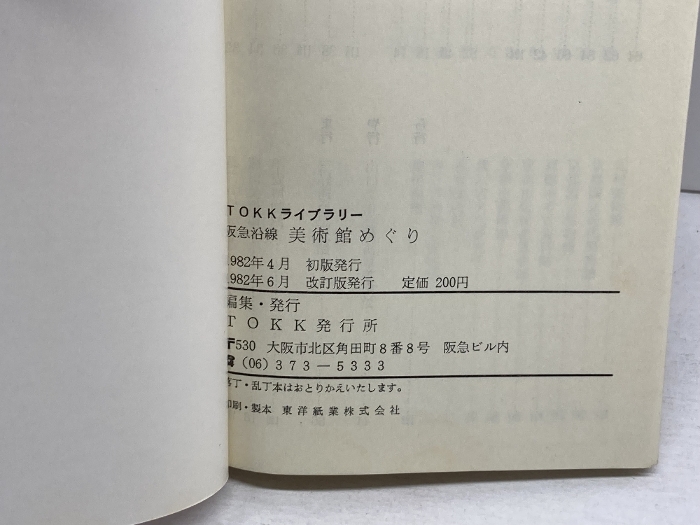 TOKKライブラリー
阪急沿線 美術館めぐり
1982年4月 初版発行
1982年6月 改訂版発行 定価 200円
編集・発行
TOKK発行所
〒530 大阪市北区角田町8番8号 阪急ビル内
☎(06)373―5333
落丁・乱丁本はおとりかえいたします。
印刷・製本 東洋紙業株式会社